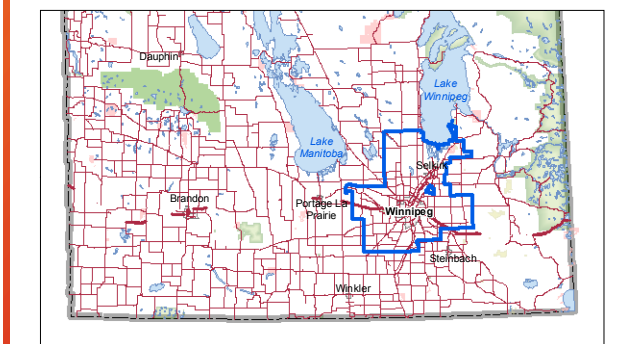 Dauphin
Lake
Winnipeg
Lake
Manitoba
Selkirk
Brandon
Portage La
Prairie
Winnipeg
Steinbach
Winkler